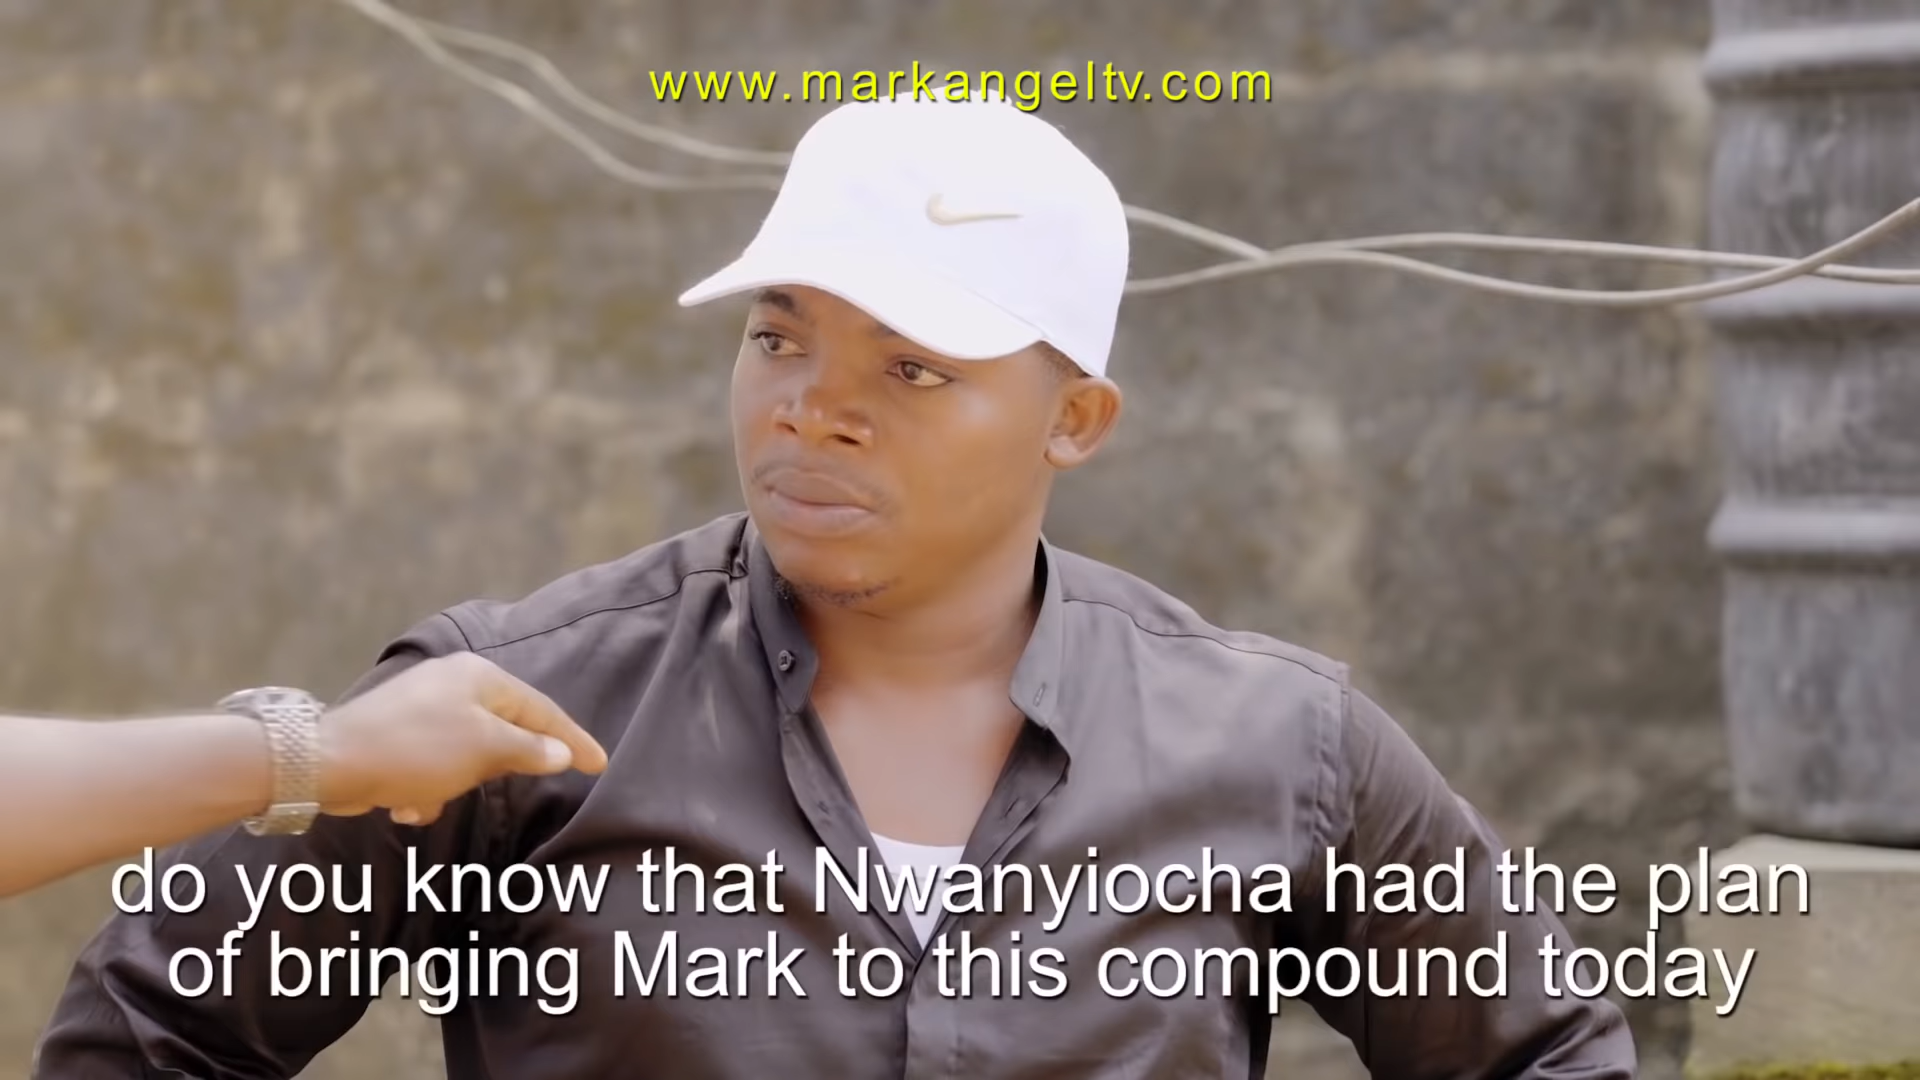 www.markangeltv.com
do you know that Nwanyiocha had the plan
of bringing Mark to this compound today